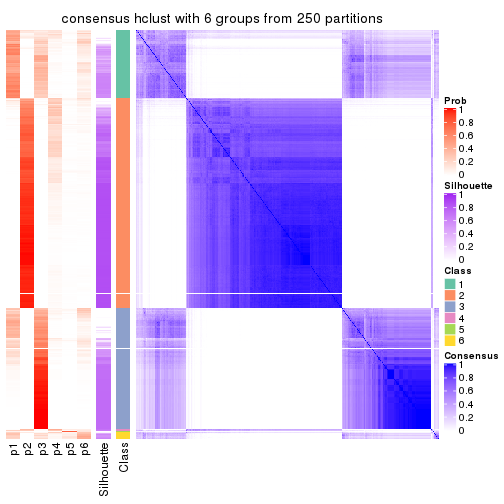 consensus hclust with 6 groups from 250 partitions
Prob
1
0.8
0.6
0.4
0.2
0
Silhouette
1
0.8
0.6
0.4
0.2
0
Class
1
2
3
4
5
6
Consensus
1
0.8
0.6
0.4
0.2
0
p1
p2
p3
p4
p5
p6
Silhouette
Class